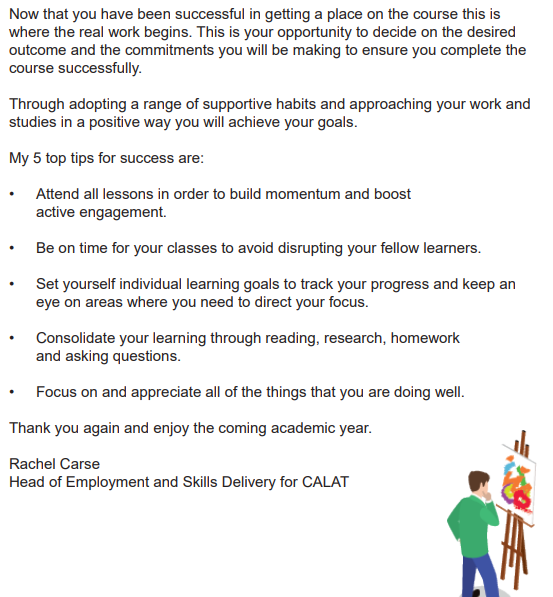 Now that you have been successful in getting a place on the course this is
where the real work begins. This is your opportunity to decide on the desired
outcome and the commitments you will be making to ensure you complete the
course successfully.
Through adopting a range of supportive habits and approaching your work and
studies in a positive way you will achieve your goals.
My 5 top tips for success are:
• Attend all lessons in order to build momentum and boost
active engagement.
• Be on time for your classes to avoid disrupting your fellow learners.
• Set yourself individual learning goals to track your progress and keep an
eye on areas where you need to direct your focus.
• Consolidate your learning through reading, research, homework
and asking questions.
• Focus on and appreciate all of the things that you are doing well.
Thank you again and enjoy the coming academic year.
Rachel Carse
Head of Employment and Skills Delivery for CALAT